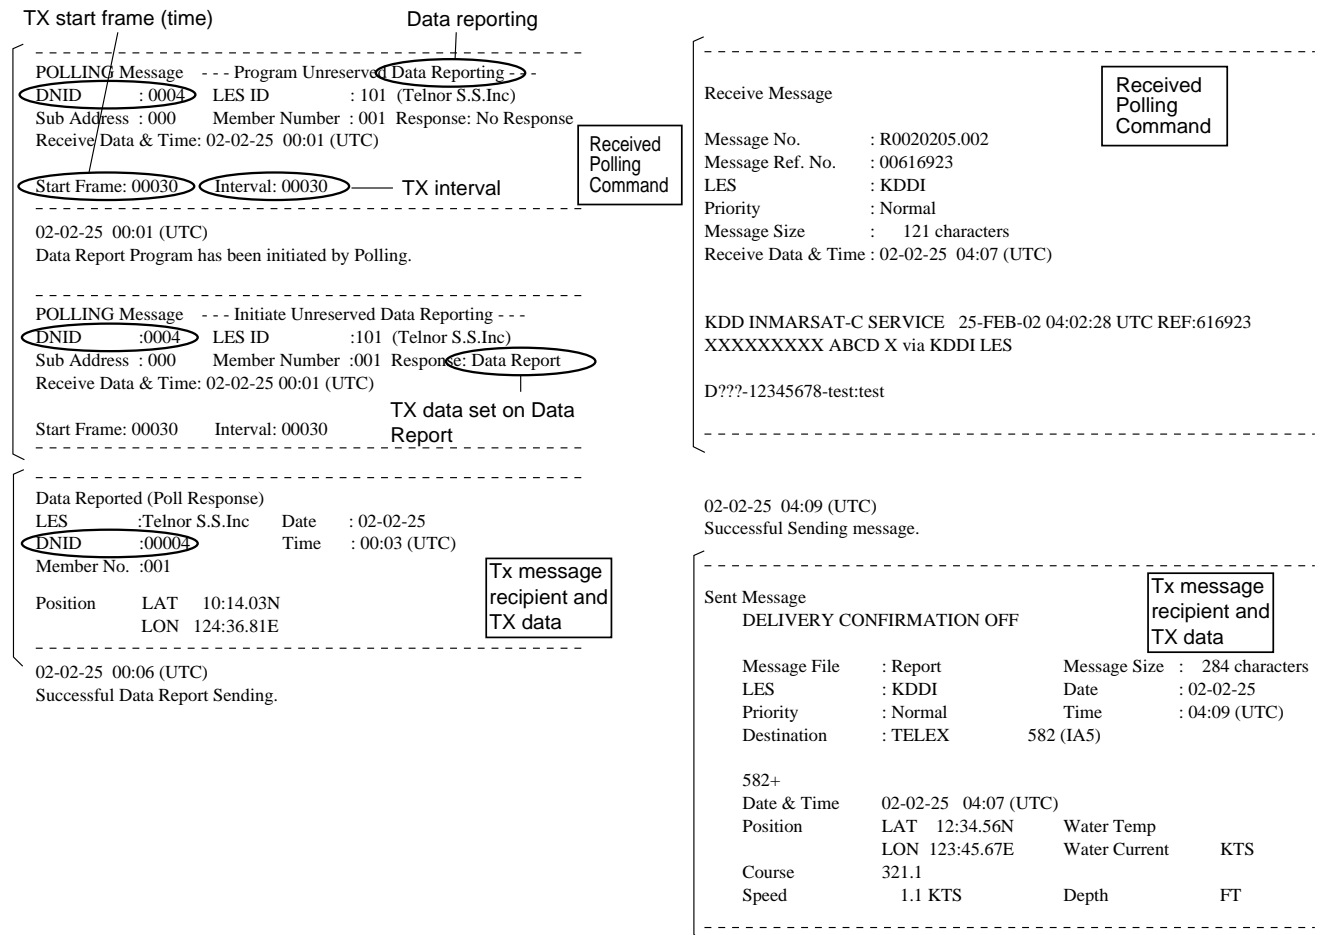 TX start frame (time)
Data reporting
POLLING Message - - - Program Unreserved Data Reporting - - -
DNID : 0004 LES ID : 101 (Telnor S.S.Inc)
Sub Address : 000 Member Number : 001 Response: No Response
Receive Data & Time: 02-02-25 00:01 (UTC)
Received
Polling
Command
Start Frame: 00030 Interval: 00030
TX interval
02-02-25 00:01 (UTC)
Data Report Program has been initiated by Polling.
POLLING Message - - - Initiate Unreserved Data Reporting - - -
DNID :0004 LES ID :101 (Telnor S.S.Inc)
Sub Address : 000 Member Number :001 Response: Data Report
Receive Data & Time: 02-02-25 00:01 (UTC)
TX data set on Data
Report
Start Frame: 00030 Interval: 00030
Data Reported (Poll Response)
LES :Telnor S.S.Inc Date : 02-02-25
DNID :00004 Time : 00:03 (UTC)
Member No. :001
Tx message
recipient and
TX data
Position LAT 10:14.03N
LON 124:36.81E
02-02-25 00:06 (UTC)
Successful Data Report Sending.
Receive Message
Received
Polling
Command
Message No. : R0020205.002
Message Ref. No. : 00616923
LES : KDDI
Priority : Normal
Message Size : 121 characters
Receive Data & Time : 02-02-25 04:07 (UTC)
KDD INMARSAT-C SERVICE 25-FEB-02 04:02:28 UTC REF:616923
XXXXXXXXX ABCD X via KDDI LES
D???-12345678-test:test
02-02-25 04:09 (UTC)
Successful Sending message.
Sent Message
DELIVERY CONFIRMATION OFF
Tx message
recipient and
TX data
Message File : Report Message Size : 284 characters
LES : KDDI Date : 02-02-25
Priority : Normal Time : 04:09 (UTC)
Destination : TELEX 582 (IA5)
582+
Date & Time 02-02-25 04:07 (UTC)
Position LAT 12:34.56N Water Temp
LON 123:45.67E Water Current KTS
Course 321.1
Speed 1.1 KTS Depth FT